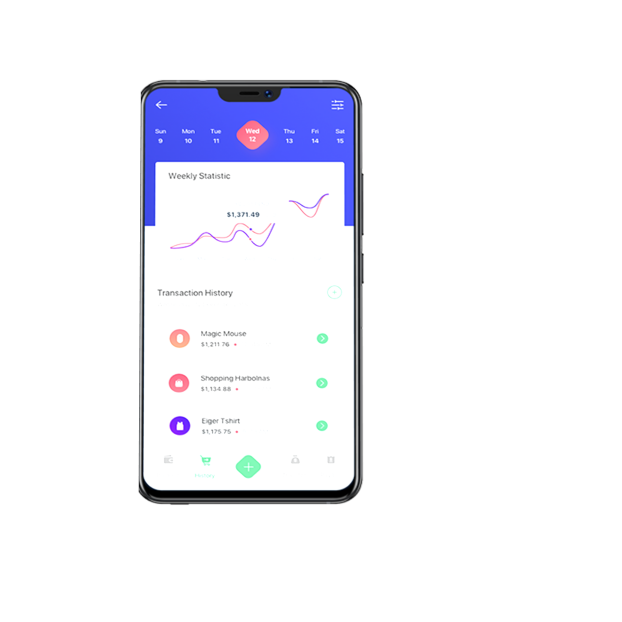 Sun Mon Tue Wed Thu Fri Sat
9 10 11 12 13 14 15
Weekly Statistic
$1,371.49
Transaction History
Magic Mouse
$1,211.76
Shopping Harbolnas
$1,134.88
Eiger Tshirt
$1,175.75
History